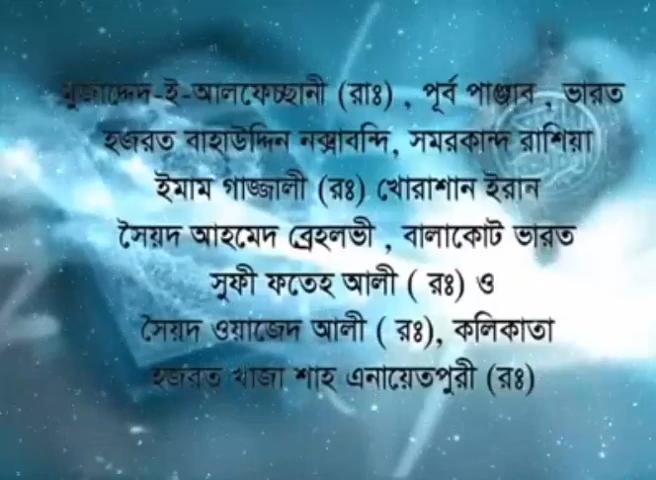 মুজাদ্দেদ-ই-আলফেচ্ছানী (রাঃ) , পূর্ব পাঞ্জাব , ভারত
হজরত বাহাউদ্দিন নক্সাবন্দি, সমরকান্দ রাশিয়া
ইমাম গাজ্জালী (রঃ) খোরাশান ইরান
সৈয়দ আহমেদ ব্রেহলভী , বালাকোট ভারত
সুফী ফতেহ আলী ( রঃ) ও
সৈয়দ ওয়াজেদ আলী ( রঃ), কলিকাতা
হজরত খাজা শাহ এনায়েতপুরী (রঃ)